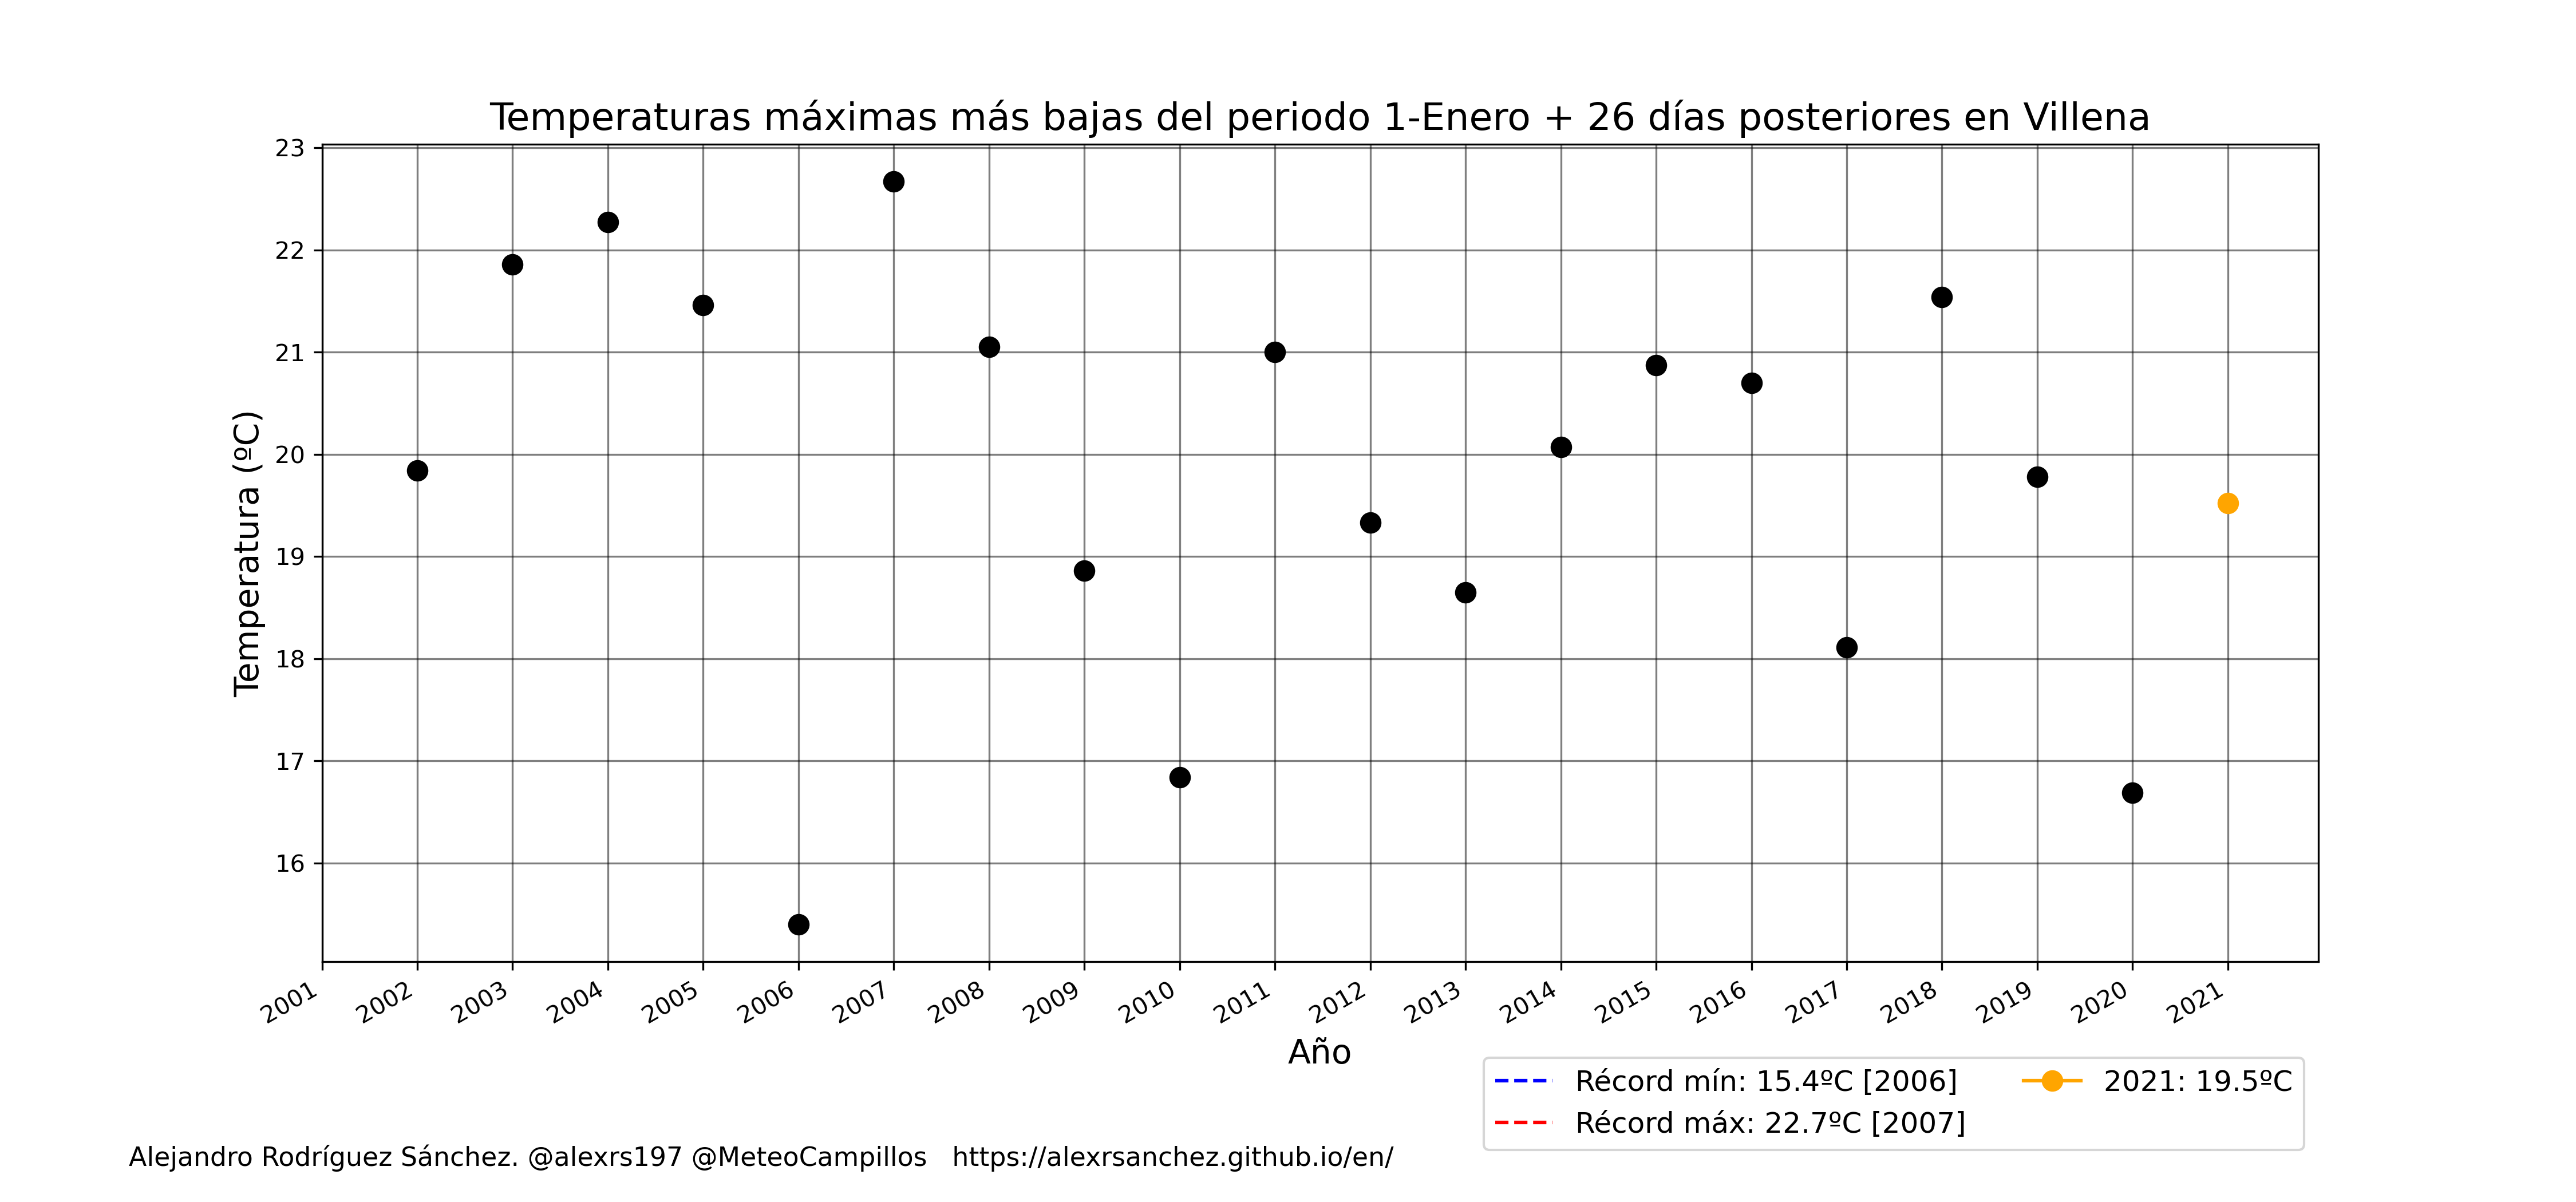 Temperaturas máximas más bajas del periodo 1-Enero + 26 días posteriores en Villena
Temperatura (ºC)
23
22
21
20
19
18
17
16
2001 2002 2003 2004 2005 2006 2007 2008 2009 2010 2011 2012 2013 2014 2015 2016 2017 2018 2019 2020 2021
Año
Récord mín: 15.4ºC [2006]
Récord máx: 22.7ºC [2007]
2021: 19.5ºC
Alejandro Rodríguez Sánchez. @alexrs197 @MeteoCampillos https://alexrsanchez.github.io/en/